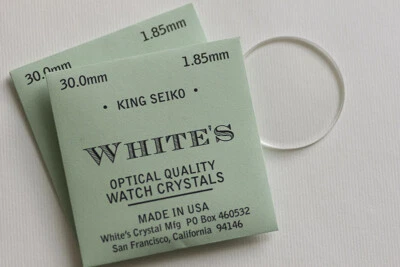 30.0mm 1.85mm
30.0mm 1.85mm
• KING SEIKO •
WHITE'S
OPTICAL QUALITY
WATCH CRYSTALS
MADE IN USA
White's Crystal Mfg PO Box 460532
San Francisco, California 94146